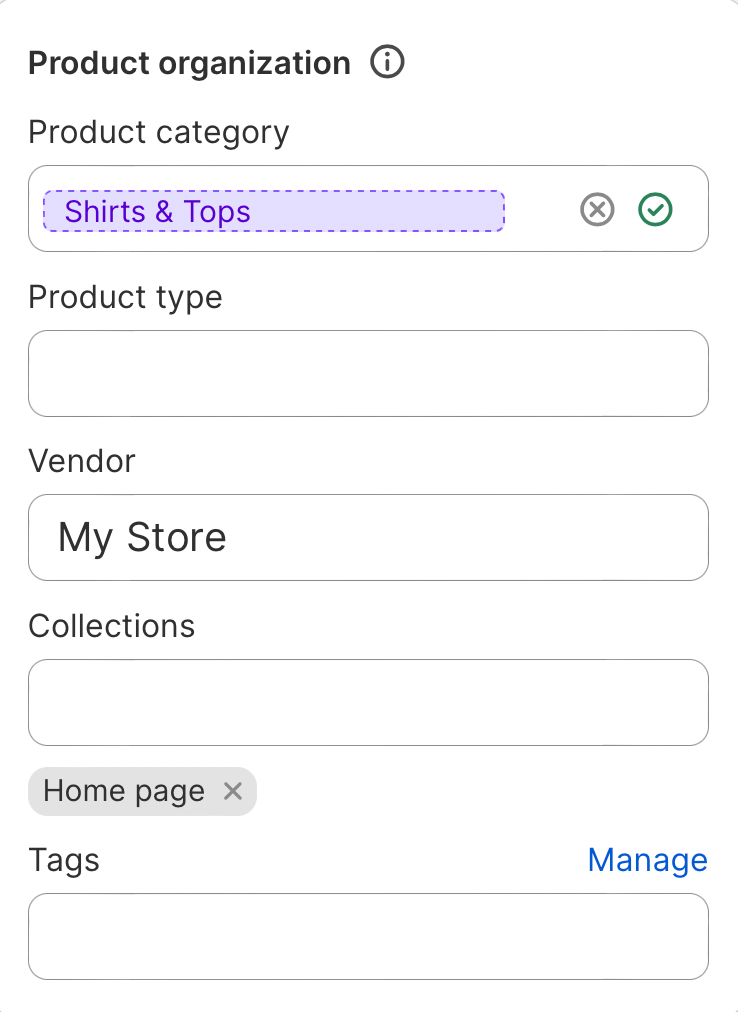 Product organization
Product category
Shirts & Tops
Product type
Vendor
My Store
Collections
Home page
Tags Manage